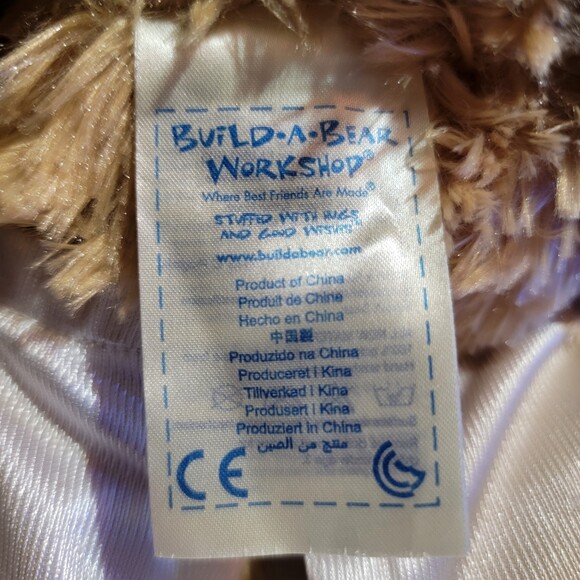 BUILD-A-BEAR
WORKSHOP®
Where Best Friends Are Made®
STUFFED WITH HUGS
AND GOOD WISHES™
www.buildabear.com
Product of China
Produit de Chine
Hecho en China
中国製
Produzido na China
Produceret i Kina
Tillverkad i Kina
Produsert i Kina
Produziert in China
منتج من الصين
CE